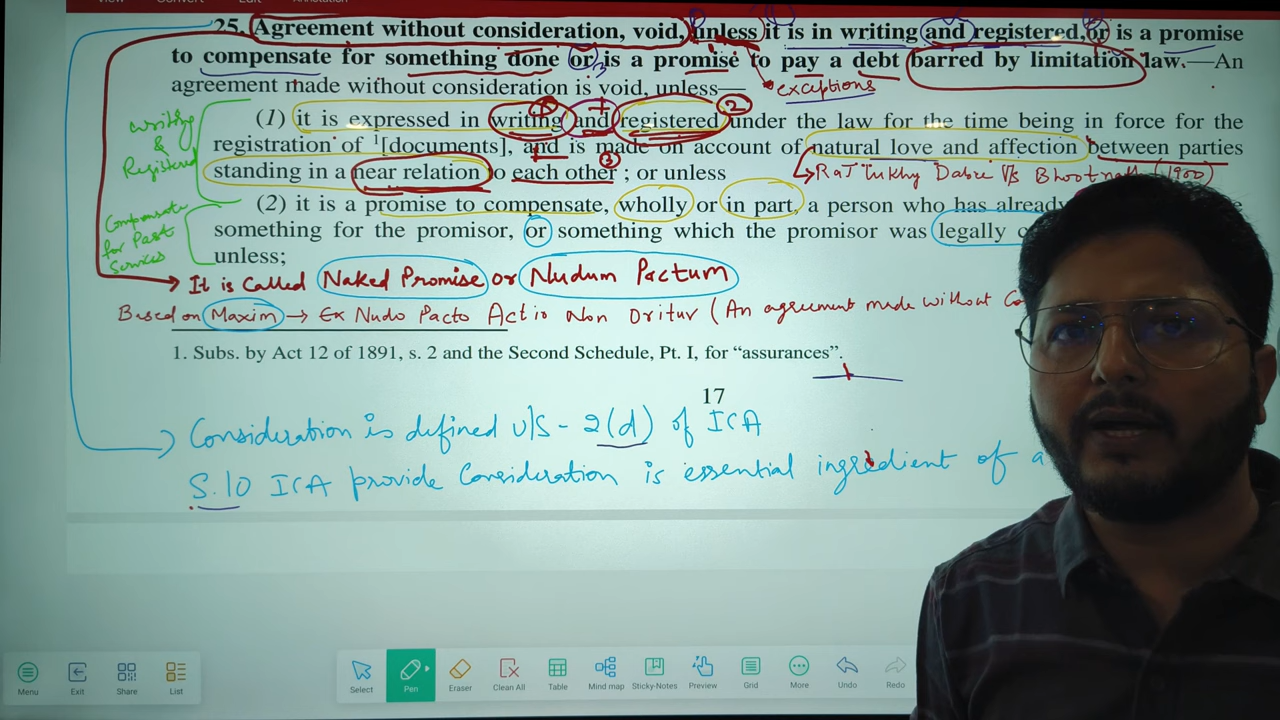 View Convert Edit Annotation
25. Agreement without consideration, void, unless it is in writing and registered, or is a promise
to compensate for something done or is a promise to pay a debt barred by limitation law.—An
agreement made without consideration is void, unless—
exceptions
(1) it is expressed in writing and registered under the law for the time being in force for the
registration of 1[documents], and is made on account of natural love and affection between parties
standing in a near relation to each other ; or unless
2
3
Writing
&
Registered
Vs Bhootnath (1900)
(2) it is a promise to compensate, wholly or in part, a person who has already
something for the promisor, or something which the promisor was legally
unless;
Compensate
for Past
Services
It is called Naked Promise or Nudum Pactum
Based on Maxim → Ex Nudo Pacto Actio Non Oritur (An agreement made without
1. Subs. by Act 12 of 1891, s. 2 and the Second Schedule, Pt. I, for “assurances”.
17
Consideration is defined u/s - 2(d) of ICA
S.10 ICA provide Consideration is essential ingredient of a
Menu Exit Share List Select Pen Eraser Clean All Table Mind map Sticky-Notes Preview Grid More Undo Redo